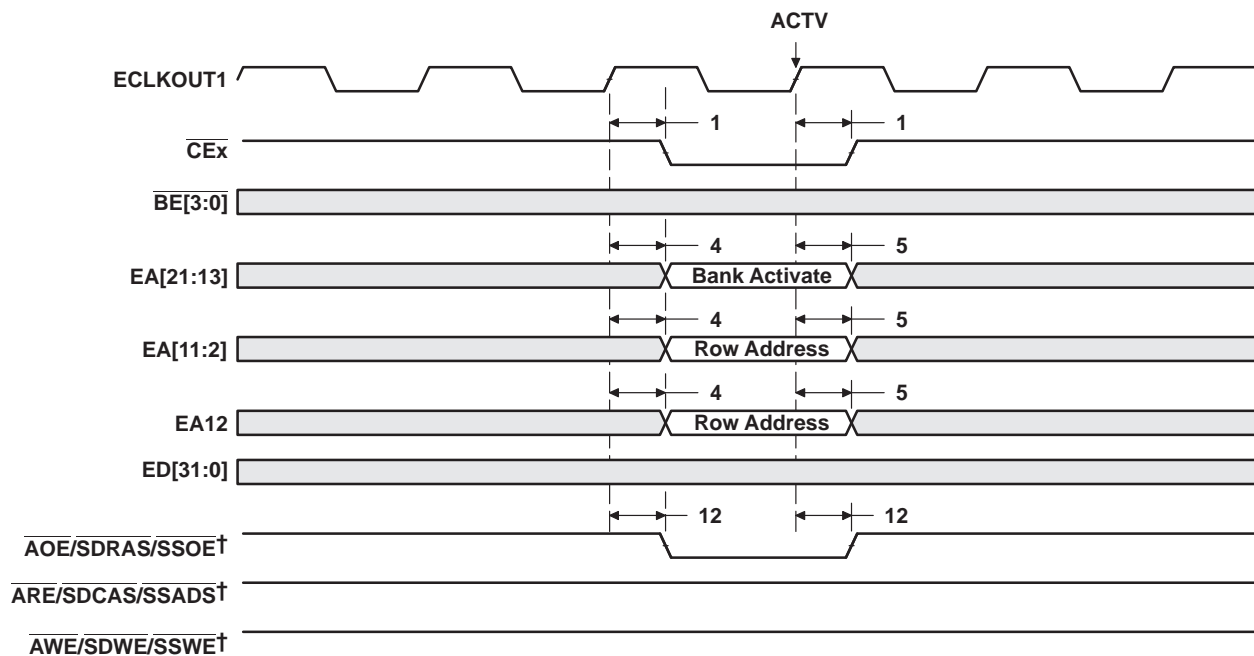 ACTV
ECLKOUT1
1 1
CEx
BE[3:0]
4 5
EA[21:13] Bank Activate
4 5
EA[11:2] Row Address
4 5
EA12 Row Address
ED[31:0]
12 12
AOE/SDRAS/SSOE†
ARE/SDCAS/SSADS†
AWE/SDWE/SSWE†